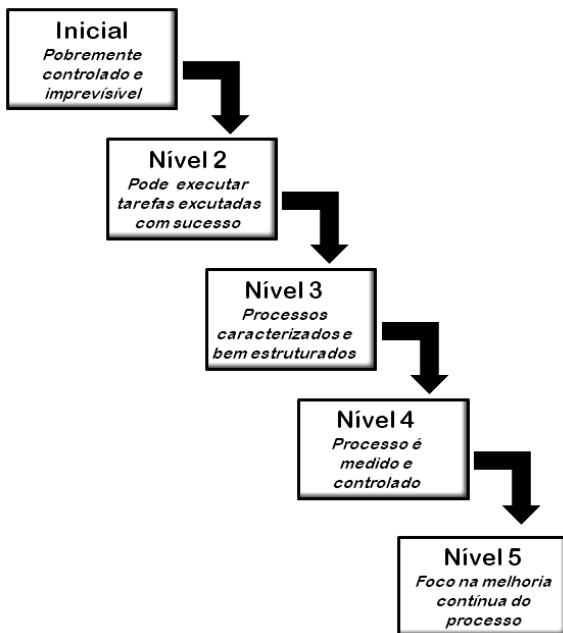 Inicial
Pobremente
controlado e
imprevísível
Nível 2
Pode executar
tarefas excutadas
com sucesso
Nível 3
Processos
caracterizados e
bem estruturados
Nível 4
Processo é
medido e
controlado
Nível 5
Foco na melhoria
contínua do
processo